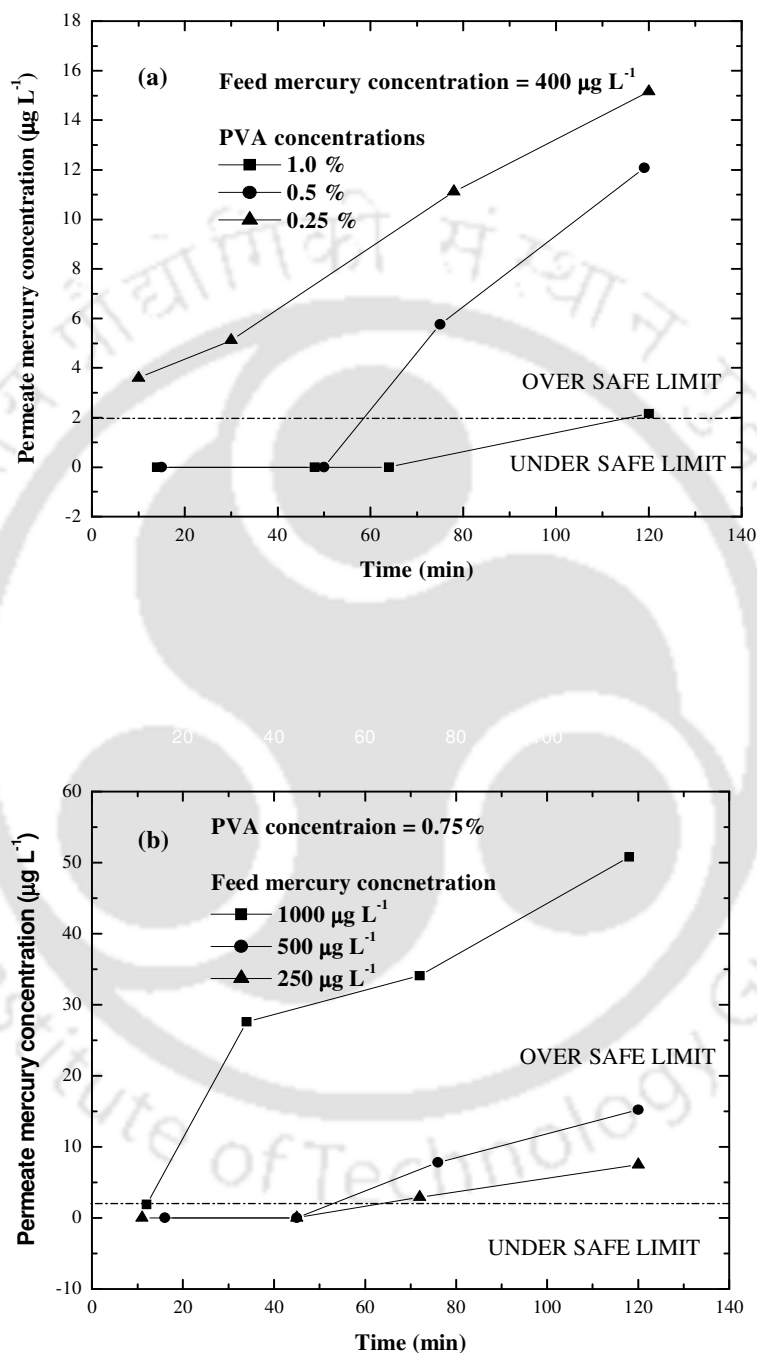 18
16
14
12
10
8
6
4
2
0
-2
Permeate mercury concentration (µg L⁻¹)
(a)
Feed mercury concentration = 400 µg L⁻¹
PVA concentrations
1.0 %
0.5 %
0.25 %
OVER SAFE LIMIT
UNDER SAFE LIMIT
0 20 40 60 80 100 120 140
Time (min)
20 40 60 80 100
60
50
40
30
20
10
0
-10
Permeate mercury concentration (µg L⁻¹)
(b)
PVA concentraion = 0.75%
Feed mercury concnetration
1000 µg L⁻¹
500 µg L⁻¹
250 µg L⁻¹
OVER SAFE LIMIT
UNDER SAFE LIMIT
0 20 40 60 80 100 120 140
Time (min)
institute of Technology